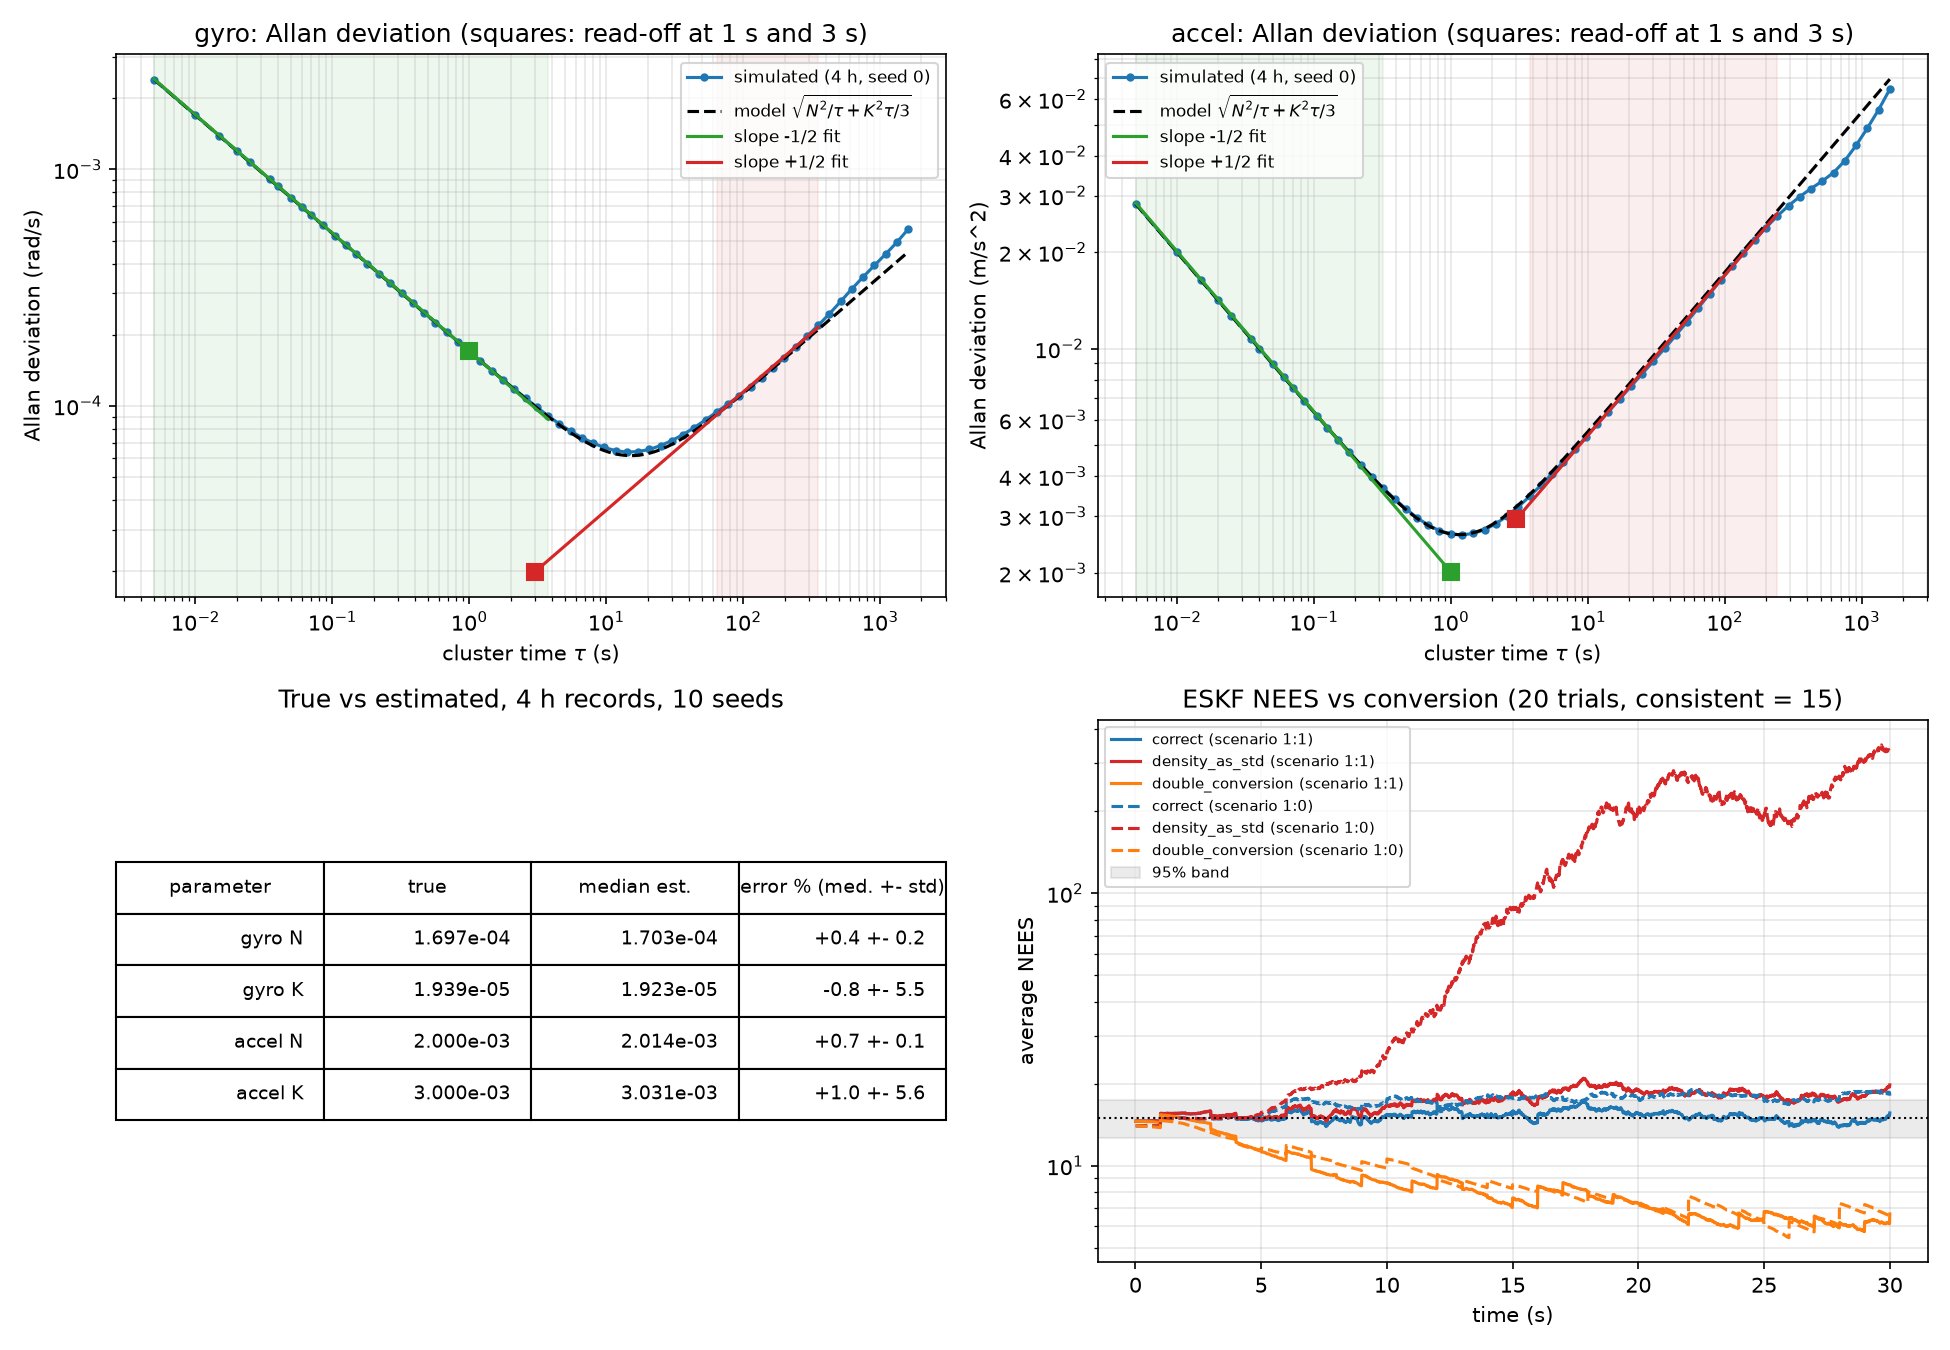 gyro: Allan deviation (squares: read-off at 1 s and 3 s)
simulated (4 h, seed 0)
model √N²/τ + K²τ/3
slope -1/2 fit
slope +1/2 fit
10⁻³
10⁻⁴
Allan deviation (rad/s)
10⁻² 10⁻¹ 10⁰ 10¹ 10² 10³
cluster time τ (s)
accel: Allan deviation (squares: read-off at 1 s and 3 s)
simulated (4 h, seed 0)
model √N²/τ + K²τ/3
slope -1/2 fit
slope +1/2 fit
6 × 10⁻²
4 × 10⁻²
3 × 10⁻²
2 × 10⁻²
10⁻²
6 × 10⁻³
4 × 10⁻³
3 × 10⁻³
2 × 10⁻³
Allan deviation (m/s^2)
10⁻² 10⁻¹ 10⁰ 10¹ 10² 10³
cluster time τ (s)
True vs estimated, 4 h records, 10 seeds
parameter true median est. error % (med. +- std)
gyro N 1.697e-04 1.703e-04 +0.4 +- 0.2
gyro K 1.939e-05 1.923e-05 -0.8 +- 5.5
accel N 2.000e-03 2.014e-03 +0.7 +- 0.1
accel K 3.000e-03 3.031e-03 +1.0 +- 5.6
ESKF NEES vs conversion (20 trials, consistent = 15)
correct (scenario 1:1)
density_as_std (scenario 1:1)
double_conversion (scenario 1:1)
correct (scenario 1:0)
density_as_std (scenario 1:0)
double_conversion (scenario 1:0)
95% band
10²
10¹
average NEES
0 5 10 15 20 25 30
time (s)